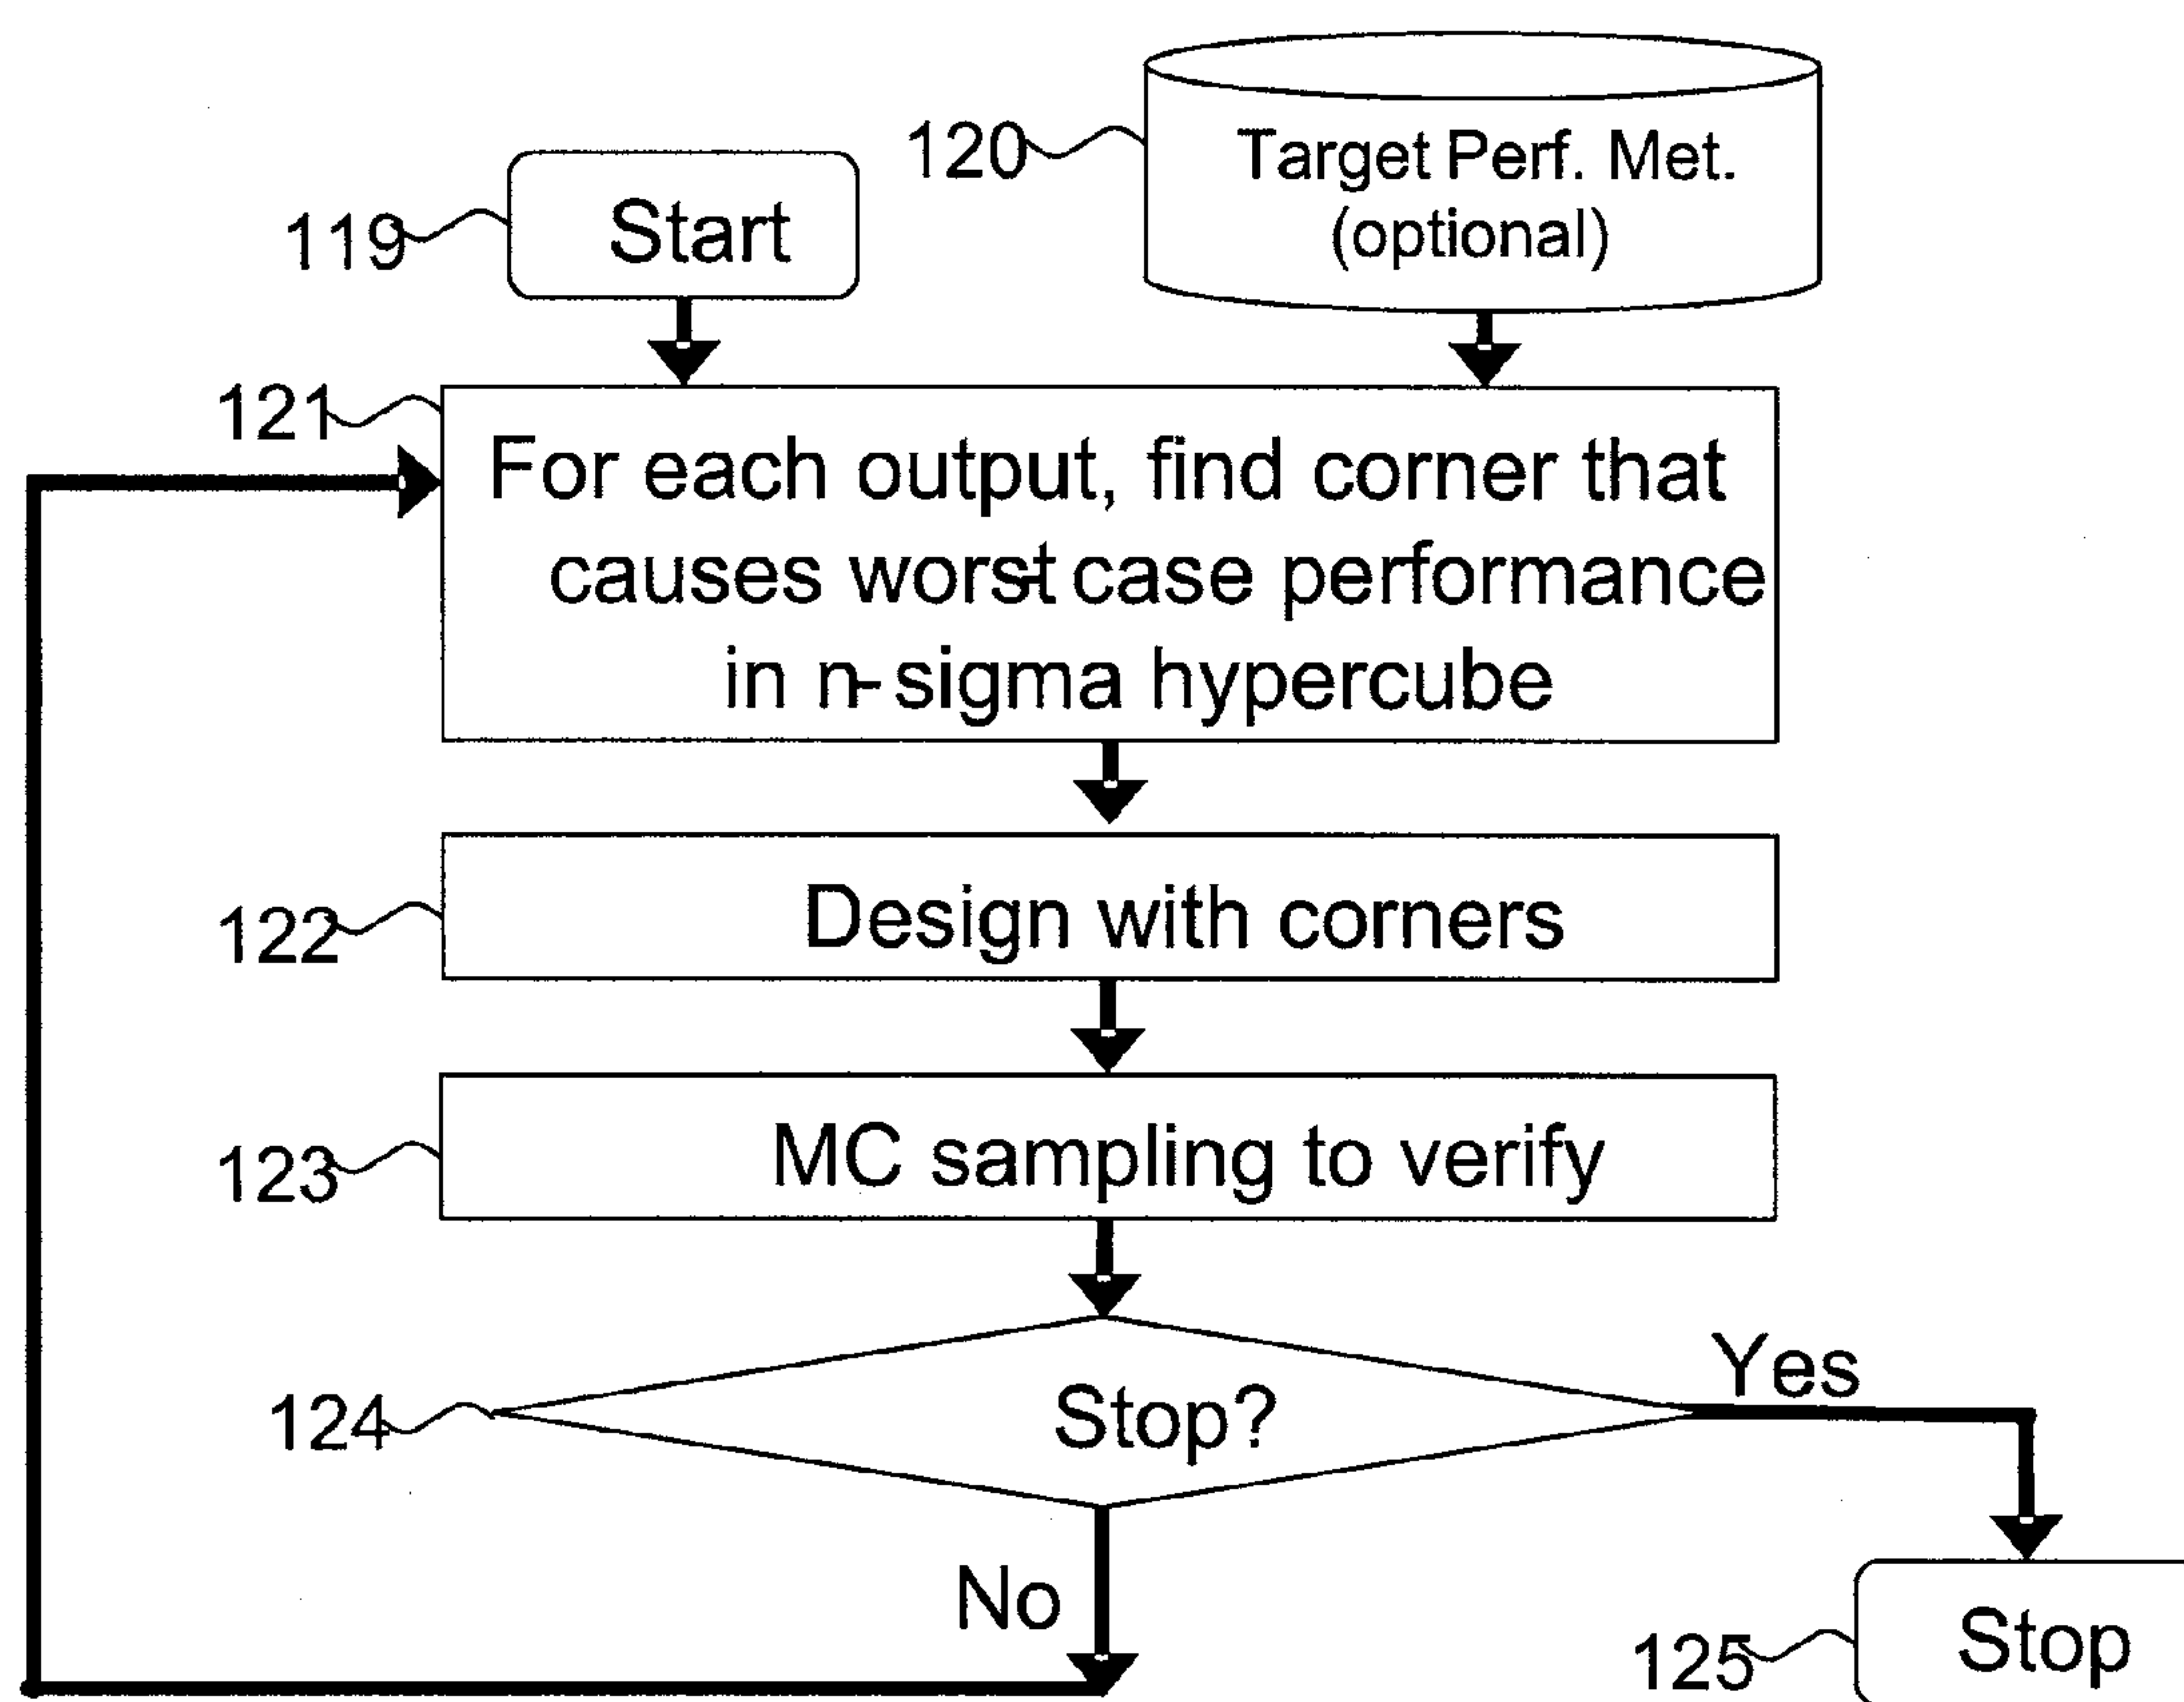 120
Target Perf. Met.
(optional)
119
Start
121
For each output, find corner that
causes worst-case performance
in n-sigma hypercube
122
Design with corners
123
MC sampling to verify
124
Stop?
Yes
No
125
Stop